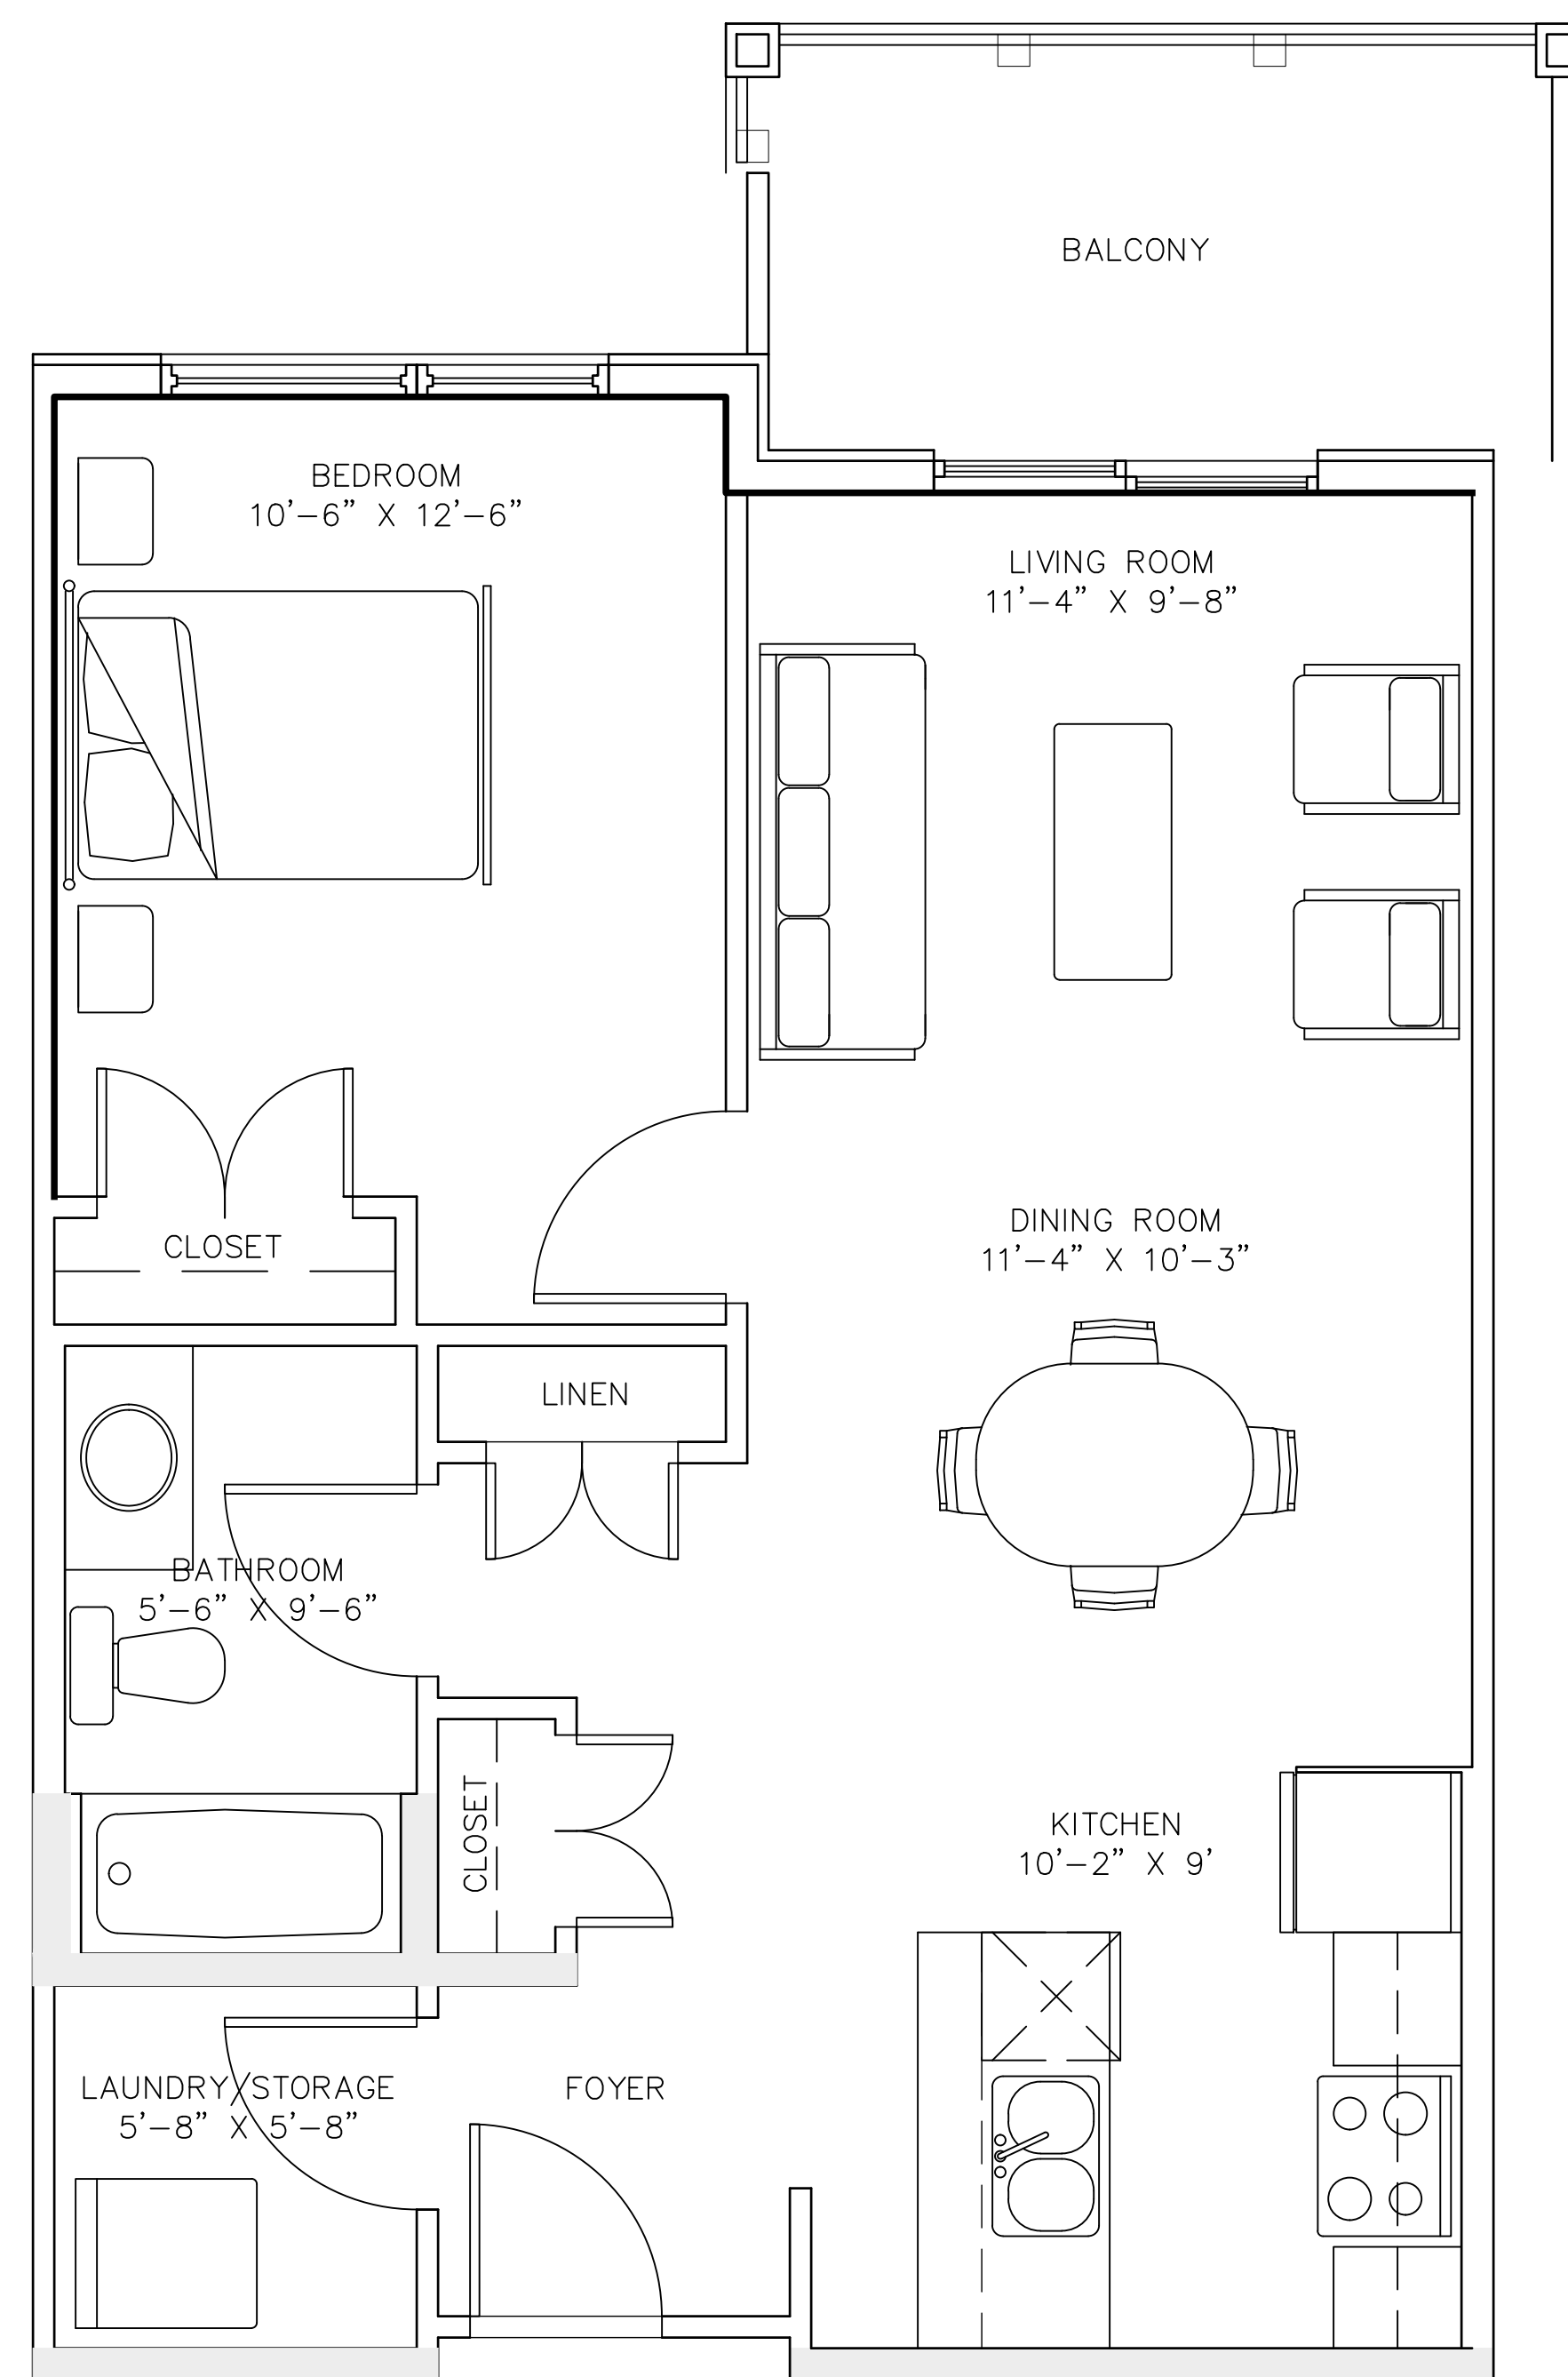 BALCONY
BEDROOM
10'-6" X 12'-6"
LIVING ROOM
11'-4" X 9'-8"
CLOSET
DINING ROOM
11'-4" X 10'-3"
LINEN
BATHROOM
5'-6" X 9'-6"
CLOSET
KITCHEN
10'-2" X 9'
LAUNDRY/STORAGE
5'-8" X 5'-8"
FOYER